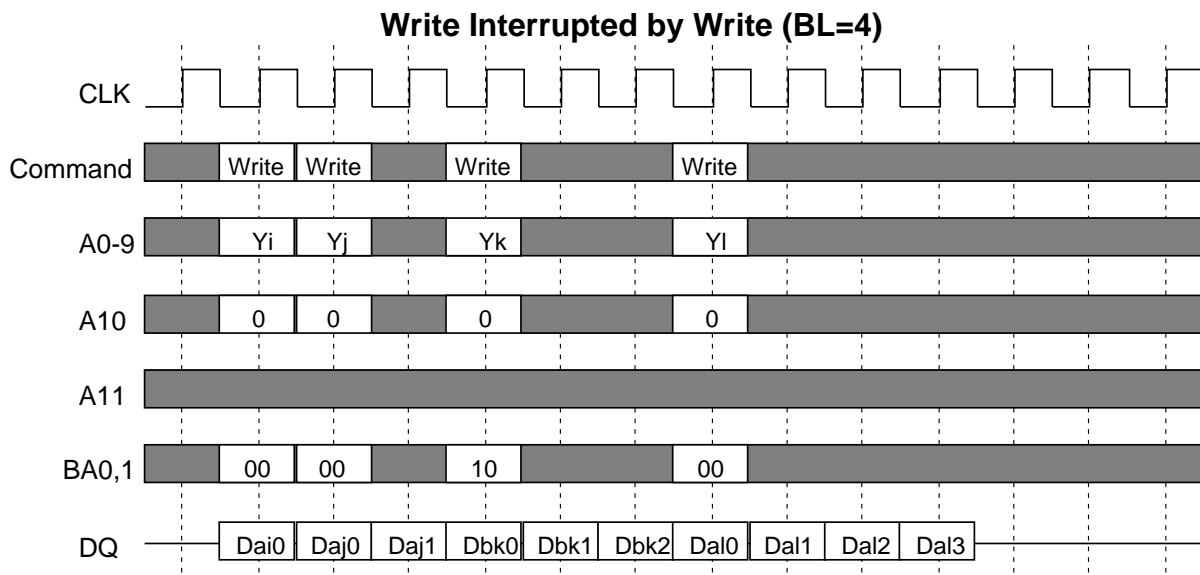 Write Interrupted by Write (BL=4)
CLK
Command Write Write Write Write
A0-9 Yi Yj Yk Yl
A10 0 0 0 0
A11
BA0,1 00 00 10 00
DQ Dai0 Daj0 Daj1 Dbk0 Dbk1 Dbk2 Dal0 Dal1 Dal2 Dal3